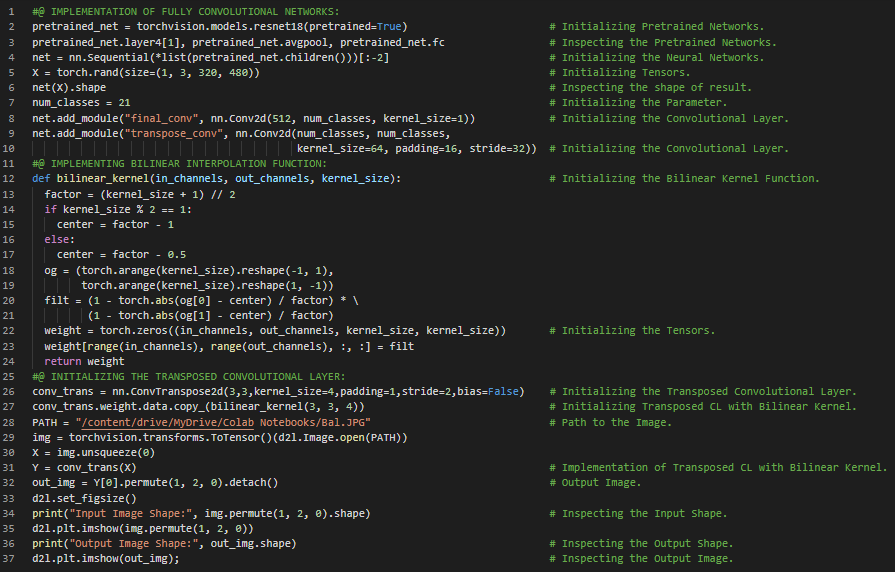 1 #@ IMPLEMENTATION OF FULLY CONVOLUTIONAL NETWORKS:
2 pretrained_net = torchvision.models.resnet18(pretrained=True) # Initializing Pretrained Networks.
3 pretrained_net.layer4[1], pretrained_net.avgpool, pretrained_net.fc # Inspecting the Pretrained Networks.
4 net = nn.Sequential(*list(pretrained_net.children()))[:-2] # Initializing the Neural Networks.
5 X = torch.rand(size=(1, 3, 320, 480)) # Initializing Tensors.
6 net(X).shape # Inspecting the shape of result.
7 num_classes = 21 # Initializing the Parameter.
8 net.add_module("final_conv", nn.Conv2d(512, num_classes, kernel_size=1)) # Initializing the Convolutional Layer.
9 net.add_module("transpose_conv", nn.Conv2d(num_classes, num_classes,
10 kernel_size=64, padding=16, stride=32)) # Initializing the Convolutional Layer.
11 #@ IMPLEMENTING BILINEAR INTERPOLATION FUNCTION:
12 def bilinear_kernel(in_channels, out_channels, kernel_size): # Initializing the Bilinear Kernel Function.
13 factor = (kernel_size + 1) // 2
14 if kernel_size % 2 == 1:
15 center = factor - 1
16 else:
17 center = factor - 0.5
18 og = (torch.arange(kernel_size).reshape(-1, 1),
19 torch.arange(kernel_size).reshape(1, -1))
20 filt = (1 - torch.abs(og[0] - center) / factor) * \
21 (1 - torch.abs(og[1] - center) / factor)
22 weight = torch.zeros((in_channels, out_channels, kernel_size, kernel_size)) # Initializing the Tensors.
23 weight[range(in_channels), range(out_channels), :, :] = filt
24 return weight
25 #@ INITIALIZING THE TRANSPOSED CONVOLUTIONAL LAYER:
26 conv_trans = nn.ConvTranspose2d(3,3,kernel_size=4,padding=1,stride=2,bias=False) # Initializing the Transposed Convolutional Layer.
27 conv_trans.weight.data.copy_(bilinear_kernel(3, 3, 4)) # Initializing Transposed CL with Bilinear Kernel.
28 PATH = "/content/drive/MyDrive/Colab Notebooks/Bal.JPG" # Path to the Image.
29 img = torchvision.transforms.ToTensor()(d2l.Image.open(PATH))
30 X = img.unsqueeze(0)
31 Y = conv_trans(X) # Implementation of Transposed CL with Bilinear Kernel.
32 out_img = Y[0].permute(1, 2, 0).detach() # Output Image.
33 d2l.set_figsize()
34 print("Input Image Shape:", img.permute(1, 2, 0).shape) # Inspecting the Input Shape.
35 d2l.plt.imshow(img.permute(1, 2, 0))
36 print("Output Image Shape:", out_img.shape) # Inspecting the Output Shape.
37 d2l.plt.imshow(out_img); # Inspecting the Output Image.